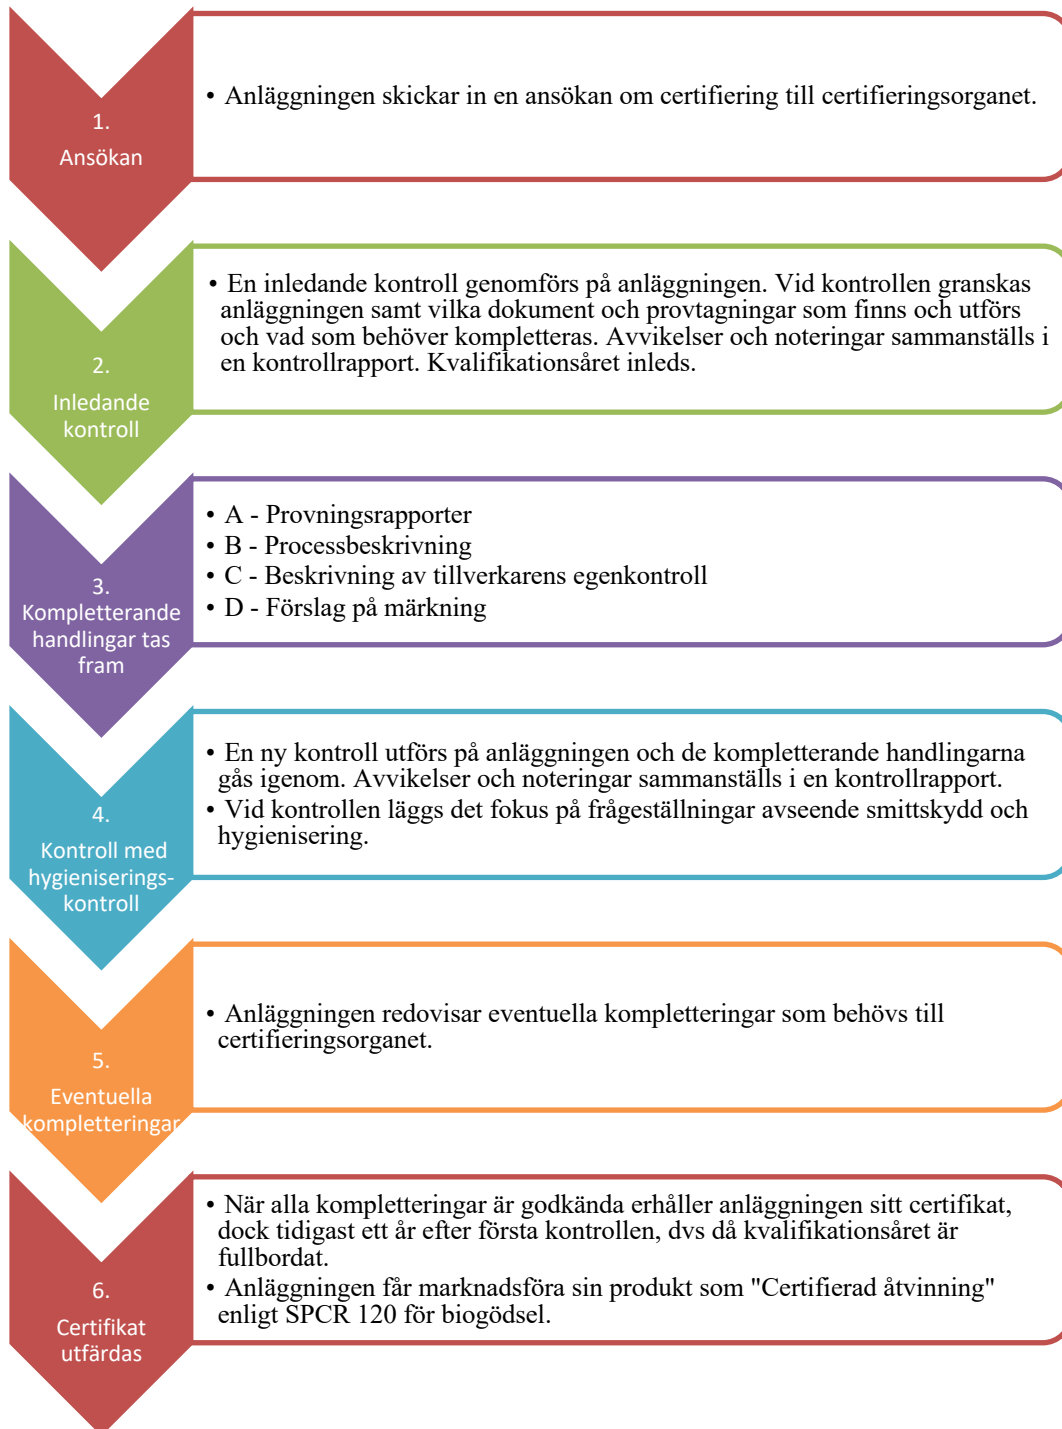 1.
Ansökan
• Anläggningen skickar in en ansökan om certifiering till certifieringsorganet.
2.
Inledande
kontroll
• En inledande kontroll genomförs på anläggningen. Vid kontrollen granskas
anläggningen samt vilka dokument och provtagningar som finns och utförs
och vad som behöver kompletteras. Avvikelser och noteringar sammanställs i
en kontrollrapport. Kvalifikationsåret inleds.
3.
Kompletterande
handlingar tas
fram
• A - Provningsrapporter
• B - Processbeskrivning
• C - Beskrivning av tillverkarens egenkontroll
• D - Förslag på märkning
4.
Kontroll med
hygieniserings-
kontroll
• En ny kontroll utförs på anläggningen och de kompletterande handlingarna
gås igenom. Avvikelser och noteringar sammanställs i en kontrollrapport.
• Vid kontrollen läggs det fokus på frågeställningar avseende smittskydd och
hygienisering.
5.
Eventuella
kompletteringar
• Anläggningen redovisar eventuella kompletteringar som behövs till
certifieringsorganet.
6.
Certifikat
utfärdas
• När alla kompletteringar är godkända erhåller anläggningen sitt certifikat,
dock tidigast ett år efter första kontrollen, dvs då kvalifikationsåret är
fullbordat.
• Anläggningen får marknadsföra sin produkt som "Certifierad åtvinning"
enligt SPCR 120 för biogödsel.